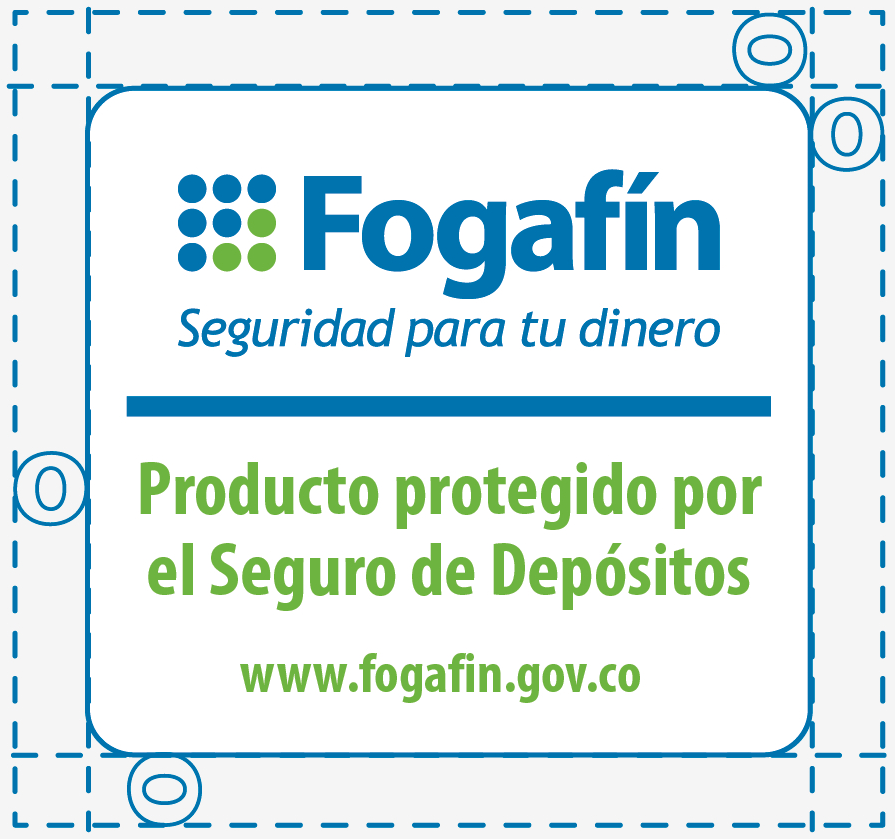 O
O
Fogafín
Seguridad para tu dinero
O
Producto protegido por
el Seguro de Depósitos
www.fogafin.gov.co
O